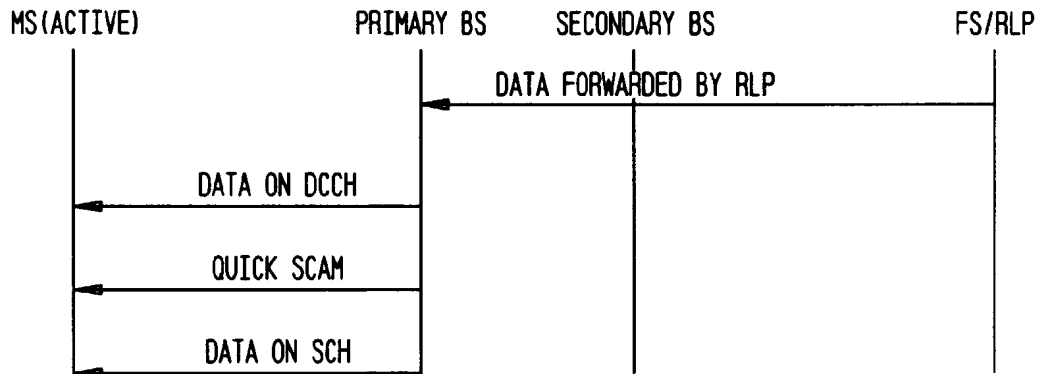 MS(ACTIVE) PRIMARY BS SECONDARY BS FS/RLP
DATA FORWARDED BY RLP
DATA ON DCCH
QUICK SCAM
DATA ON SCH